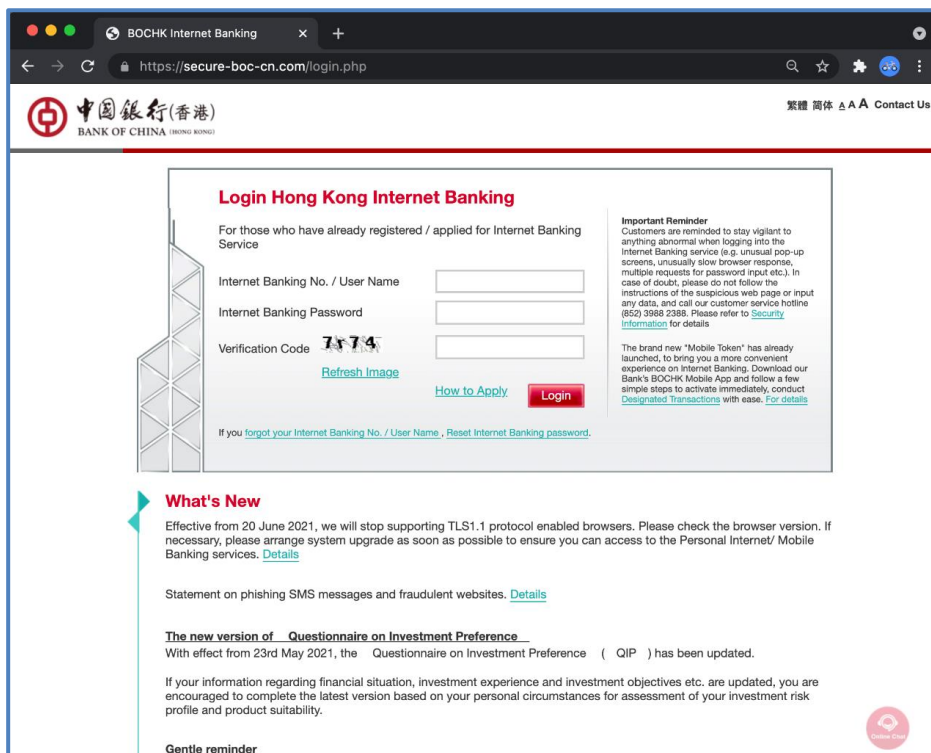 BOCHK Internet Banking
https://secure-boc-cn.com/login.php
中国銀行(香港)
BANK OF CHINA (HONG KONG)
繁體 简体 A A A Contact Us
Login Hong Kong Internet Banking
For those who have already registered / applied for Internet Banking
Service
Internet Banking No. / User Name
Internet Banking Password
Verification Code
Refresh Image
How to Apply Login
If you forgot your Internet Banking No. / User Name , Reset Internet Banking password.
Important Reminder
Customers are reminded to stay vigilant to
anything abnormal when logging into the
Internet Banking service (e.g. unusual pop-up
screens, unusually slow browser response,
multiple requests for password input etc.). In
case of doubt, please do not follow the
instructions of the suspicious web page or input
any data, and call our customer service hotline
(852) 3988 2388. Please refer to Security
Information for details
The brand new "Mobile Token" has already
launched, to bring you a more convenient
experience on Internet Banking. Download our
Bank's BOCHK Mobile App and follow a few
simple steps to activate immediately, conduct
Designated Transactions with ease. For details
What's New
Effective from 20 June 2021, we will stop supporting TLS1.1 protocol enabled browsers. Please check the browser version. If
necessary, please arrange system upgrade as soon as possible to ensure you can access to the Personal Internet/ Mobile
Banking services. Details
Statement on phishing SMS messages and fraudulent websites. Details
The new version of Questionnaire on Investment Preference
With effect from 23rd May 2021, the Questionnaire on Investment Preference ( QIP ) has been updated.
If your information regarding financial situation, investment experience and investment objectives etc. are updated, you are
encouraged to complete the latest version based on your personal circumstances for assessment of your investment risk
profile and product suitability.
Gentle reminder
Online Chat